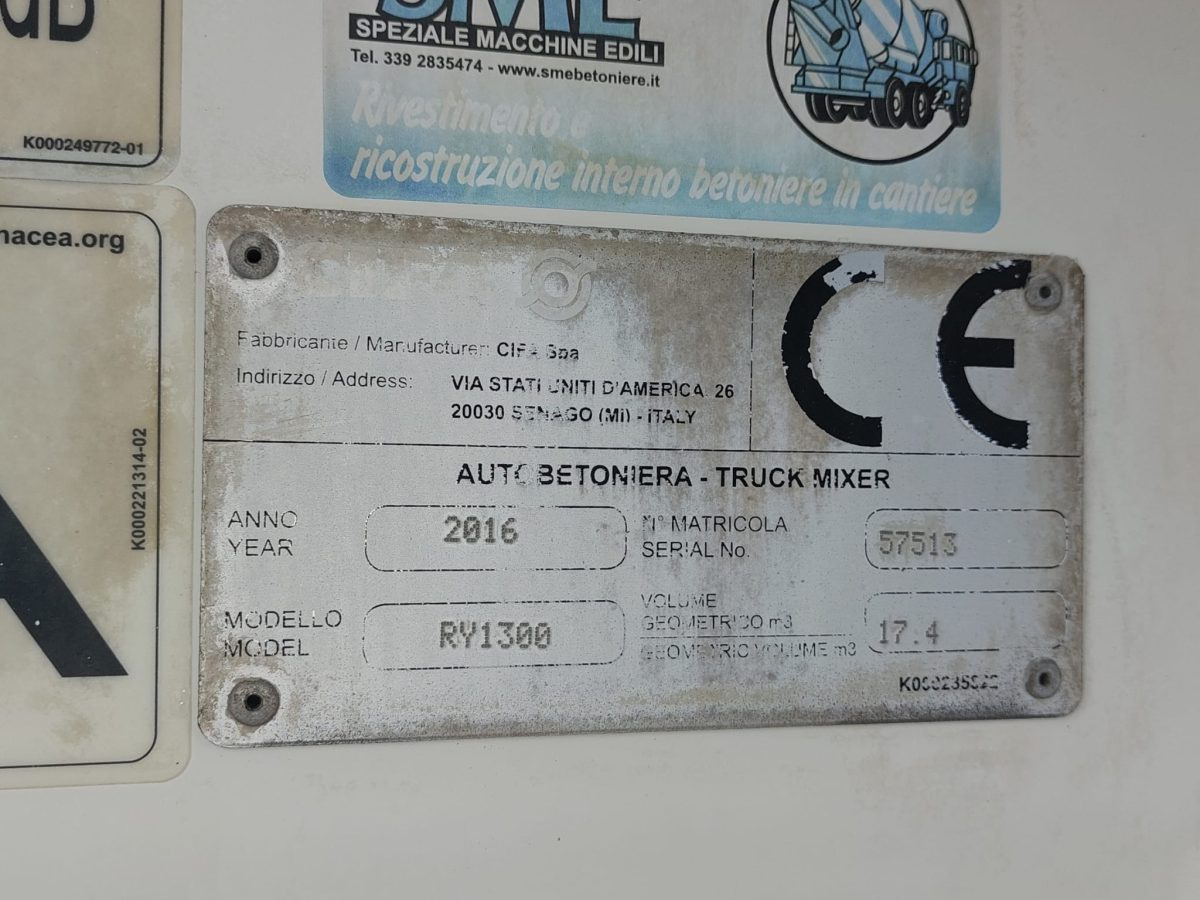 dB
K000249772-01
SME
SPEZIALE MACCHINE EDILI
Tel. 339 2835474 - www.smebetoniere.it
Rivestimento e
ricostruzione interno betoniere in cantiere
nacea.org
K000221314-02
Fabbricante / Manufacturer: CIFA Spa
Indirizzo / Address: VIA STATI UNITI D'AMERICA, 26
20030 SENAGO (MI) - ITALY
CE
AUTOBETONIERA - TRUCK MIXER
ANNO
YEAR
2016
N° MATRICOLA
SERIAL No.
57513
MODELLO
MODEL
RY1300
VOLUME
GEOMETRICO m3
GEOMETRIC VOLUME m3
17.4